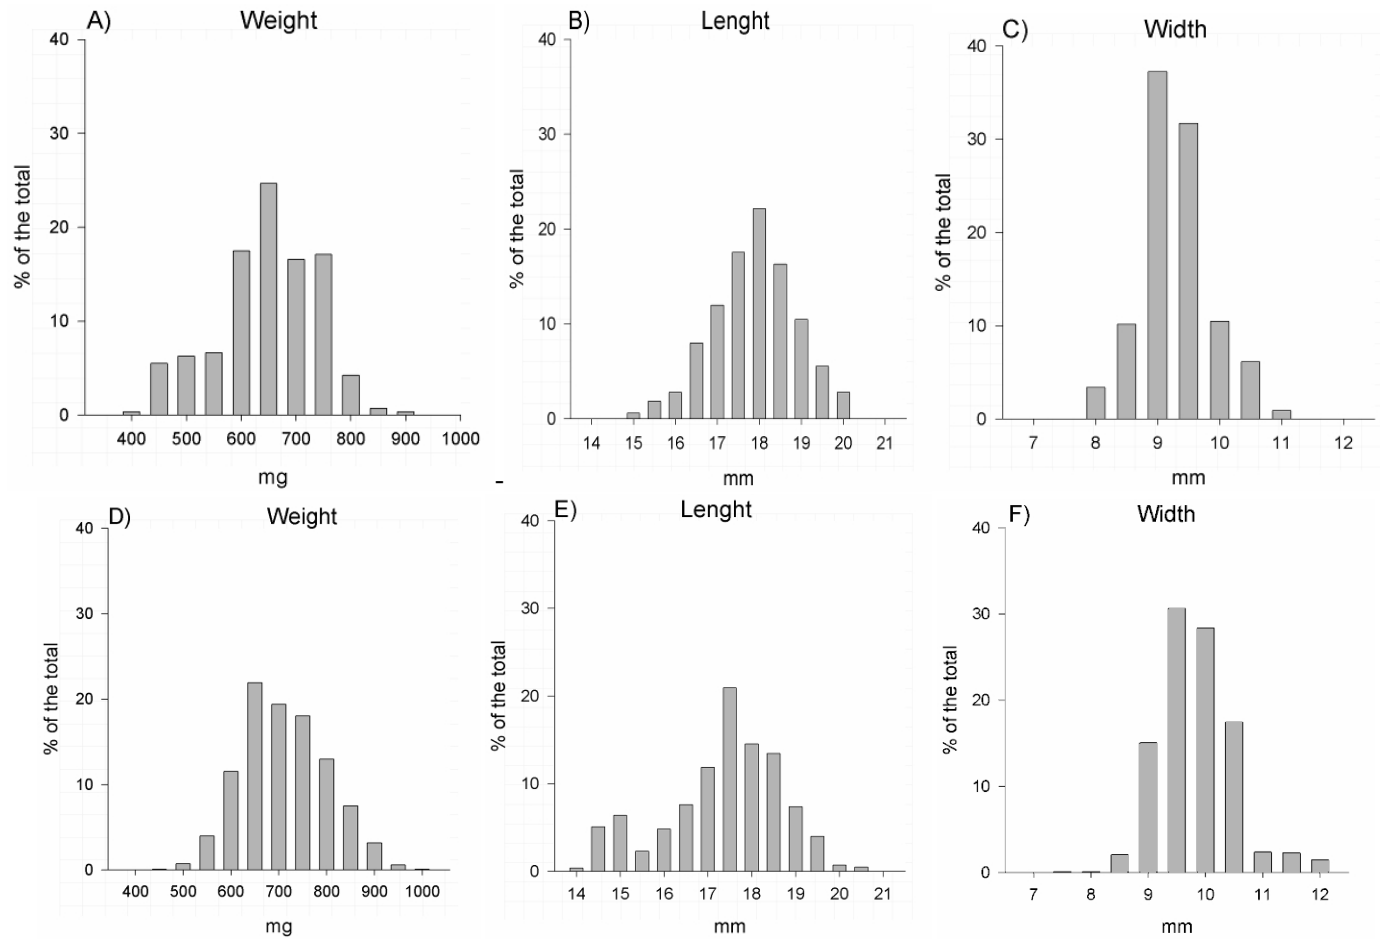 A) Weight
40
30
20
10
0
% of the total
400 500 600 700 800 900 1000
mg
B) Lenght
40
30
20
10
0
% of the total
14 15 16 17 18 19 20 21
mm
C) Width
40
30
20
10
0
% of the total
7 8 9 10 11 12
mm
D) Weight
40
30
20
10
0
% of the total
400 500 600 700 800 900 1000
mg
E) Lenght
40
30
20
10
0
% of the total
14 15 16 17 18 19 20 21
mm
F) Width
40
30
20
10
0
% of the total
7 8 9 10 11 12
mm